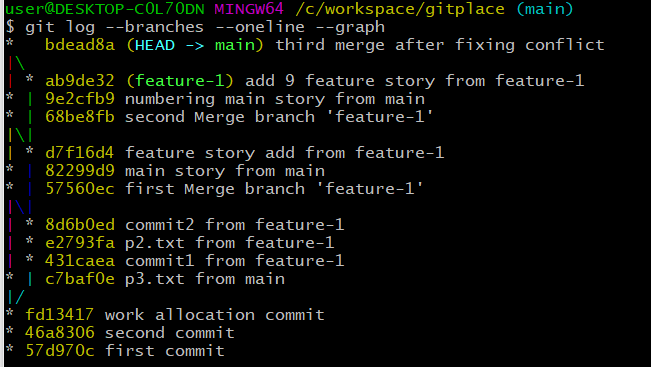 user@DESKTOP-C0L70DN MINGW64 /c/workspace/gitplace (main)
$ git log --branches --oneline --graph
*   bdead8a (HEAD -> main) third merge after fixing conflict
|\
| * ab9de32 (feature-1) add 9 feature story from feature-1
* | 9e2cfb9 numbering main story from main
* | 68be8fb second Merge branch 'feature-1'
|\|
| * d7f16d4 feature story add from feature-1
* | 82299d9 main story from main
* | 57560ec first Merge branch 'feature-1'
|\|
| * 8d6b0ed commit2 from feature-1
| * e2793fa p2.txt from feature-1
| * 431caea commit1 from feature-1
* | c7baf0e p3.txt from main
|/
* fd13417 work allocation commit
* 46a8306 second commit
* 57d970c first commit